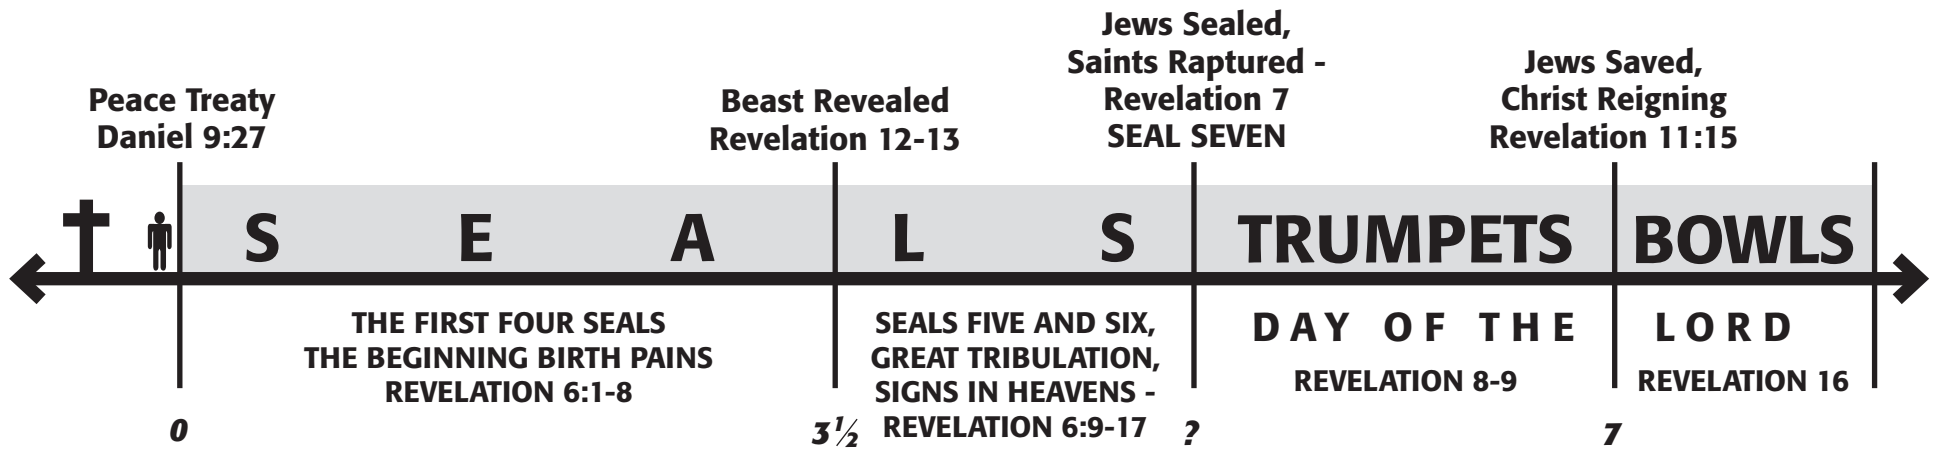 Peace Treaty
Daniel 9:27
Beast Revealed
Revelation 12-13
Jews Sealed,
Saints Raptured -
Revelation 7
SEAL SEVEN
Jews Saved,
Christ Reigning
Revelation 11:15
S E A L S TRUMPETS BOWLS
THE FIRST FOUR SEALS
THE BEGINNING BIRTH PAINS
REVELATION 6:1-8
SEALS FIVE AND SIX,
GREAT TRIBULATION,
SIGNS IN HEAVENS -
REVELATION 6:9-17
DAY OF THE LORD
REVELATION 8-9
REVELATION 16
0
3½
?
7